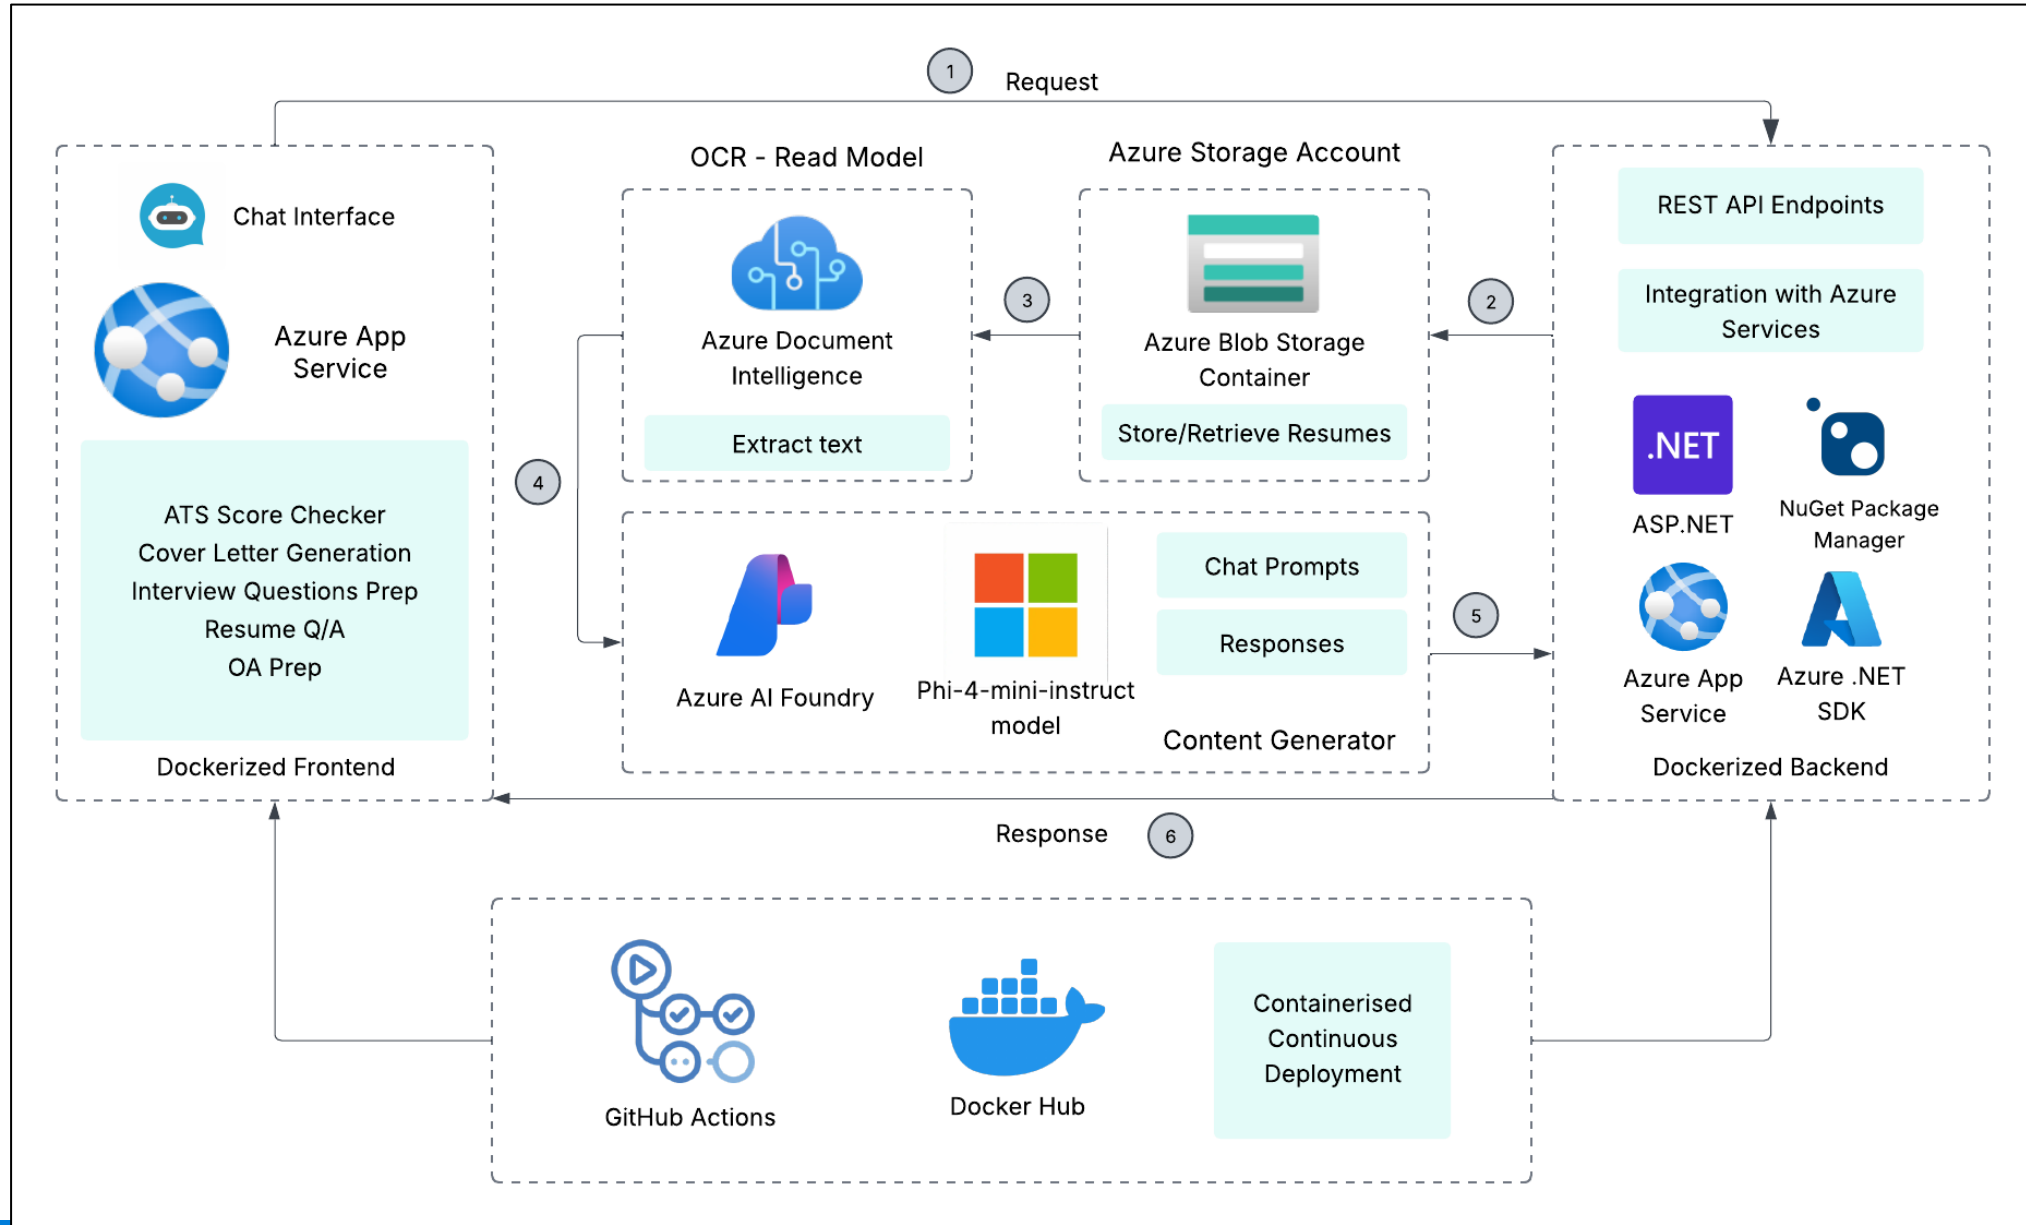 1
Request
Chat Interface
Azure App
Service
ATS Score Checker
Cover Letter Generation
Interview Questions Prep
Resume Q/A
OA Prep
Dockerized Frontend
OCR - Read Model
Azure Document
Intelligence
Extract text
3
Azure Storage Account
Azure Blob Storage
Container
Store/Retrieve Resumes
2
4
Azure AI Foundry
Phi-4-mini-instruct
model
Chat Prompts
Responses
Content Generator
5
REST API Endpoints
Integration with Azure
Services
.NET
ASP.NET
NuGet Package
Manager
Azure App
Service
Azure .NET
SDK
Dockerized Backend
Response
6
GitHub Actions
Docker Hub
Containerised
Continuous
Deployment